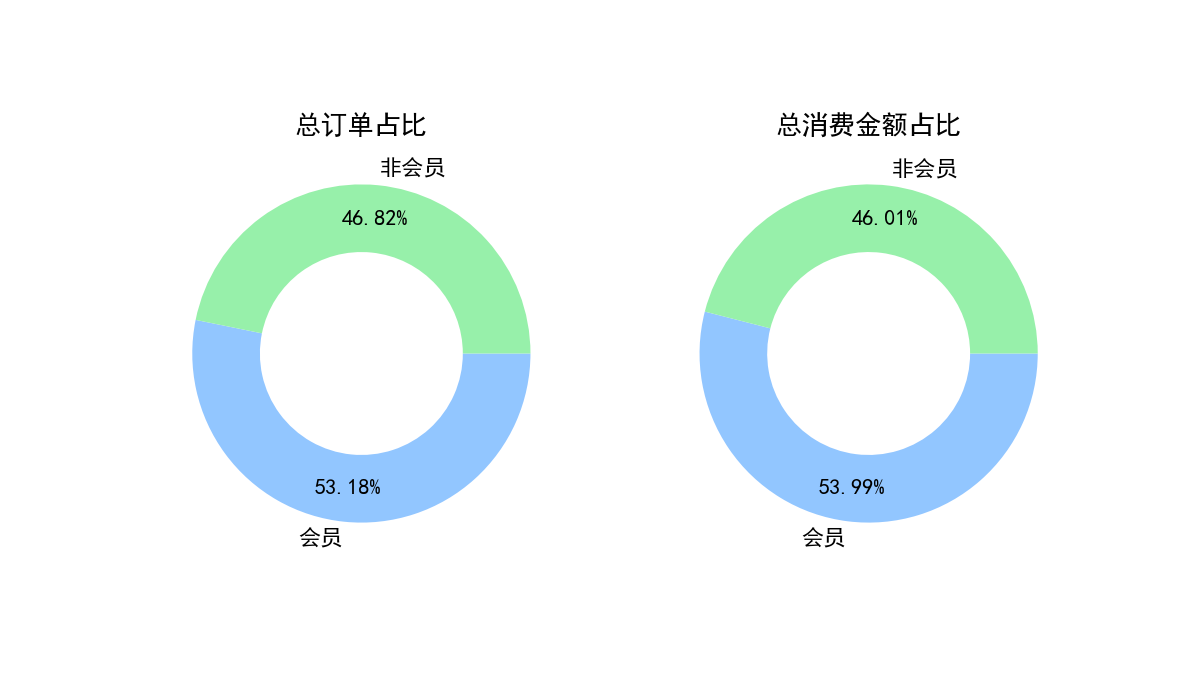 总订单占比
非会员
46.82%
53.18%
会员
总消费金额占比
非会员
46.01%
53.99%
会员